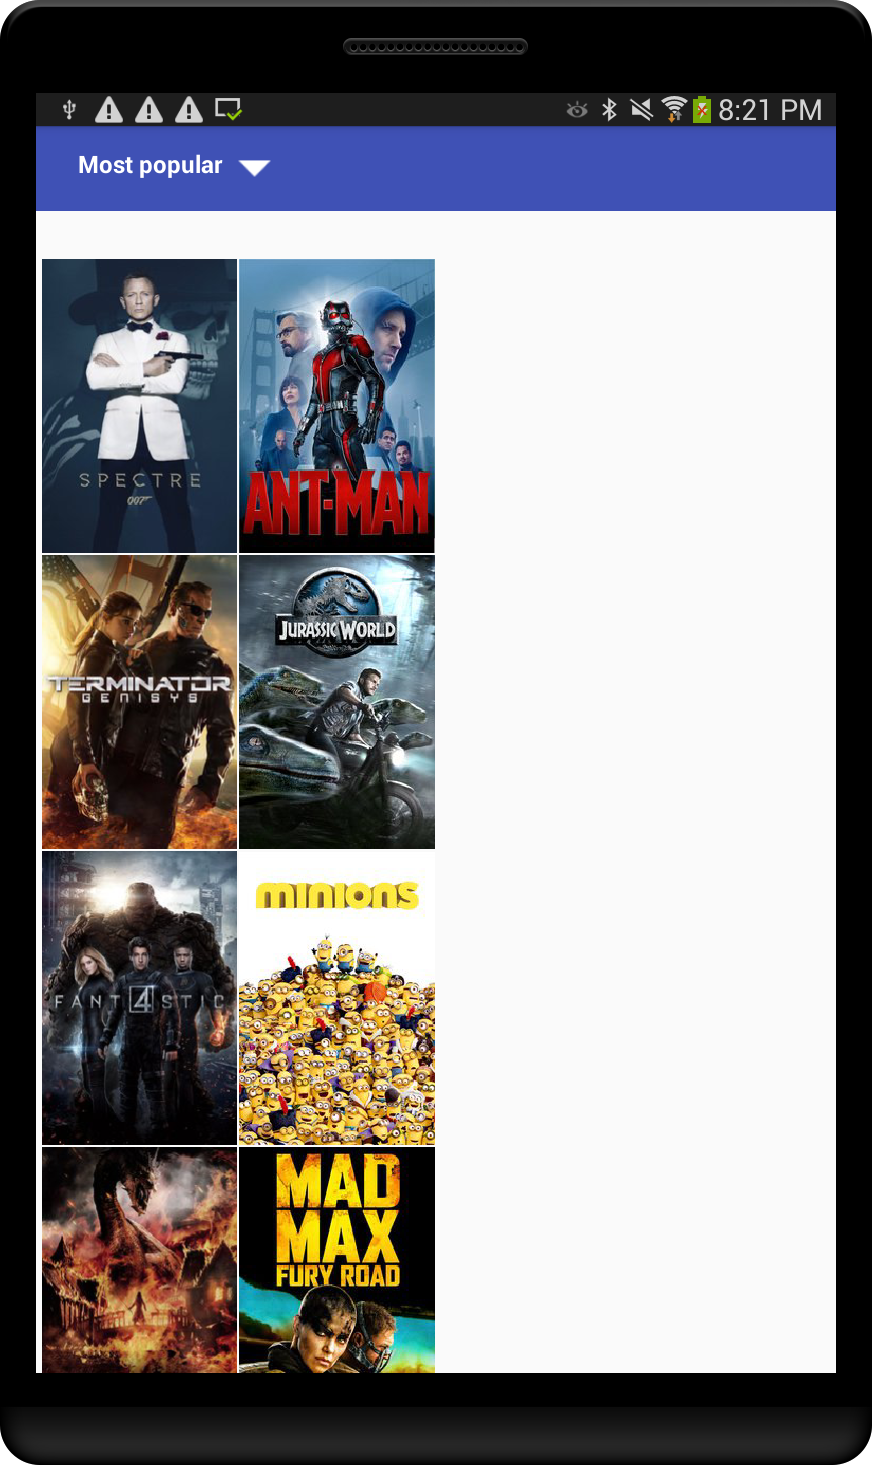 8:21 PM
Most popular
SPECTRE
007
ANT-MAN
TERMINATOR
GENISYS
JURASSIC WORLD
FANT4STIC
MINIONS
MAD
MAX
FURY ROAD